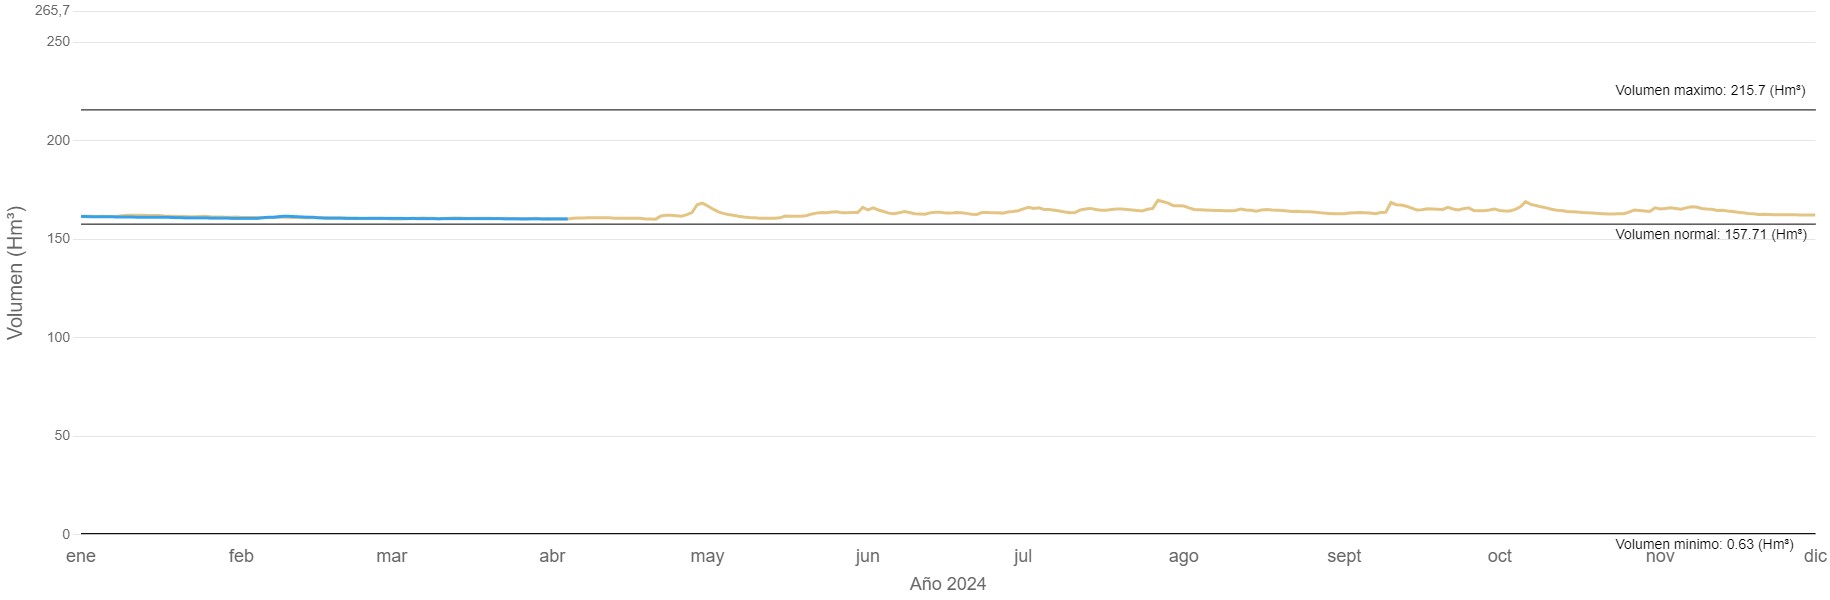 265,7
250
Volumen maximo: 215.7 (Hm³)
200
Volumen (Hm³)
150
Volumen normal: 157.71 (Hm³)
100
50
0
Volumen minimo: 0.63 (Hm³)
ene feb mar abr may jun jul ago sept oct nov dic
Año 2024